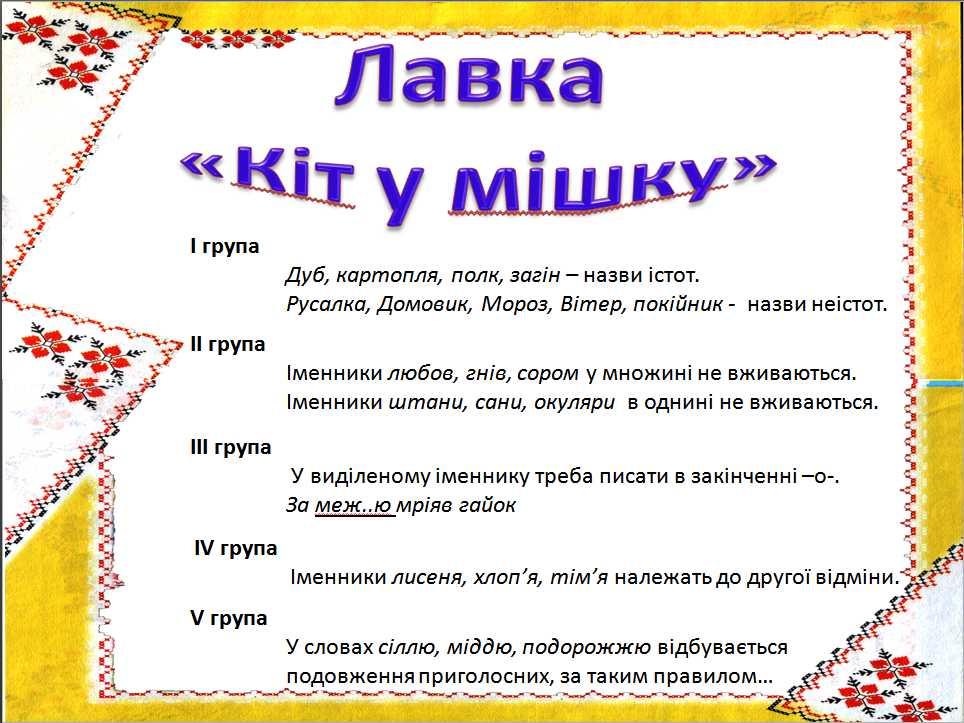 Лавка
«Кіт у мішку»
І група
Дуб, картопля, полк, загін – назви істот.
Русалка, Домовик, Мороз, Вітер, покійник - назви неістот.
ІІ група
Іменники любов, гнів, сором у множині не вживаються.
Іменники штани, сани, окуляри в однині не вживаються.
ІІІ група
У виділеному іменнику треба писати в закінченні –о-.
За меж..ю мріяв гайок
IV група
Іменники лисеня, хлоп’я, тім’я належать до другої відміни.
V група
У словах сіллю, міддю, подорожжю відбувається
подовження приголосних, за таким правилом…